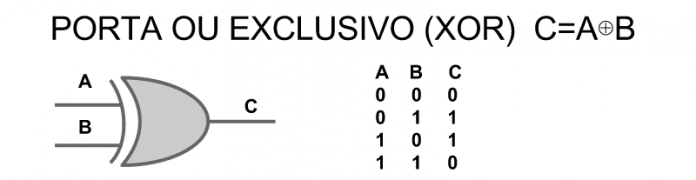 PORTA OU EXCLUSIVO (XOR) C=A⊕B
A
B
C
A B C
0 0 0
0 1 1
1 0 1
1 1 0